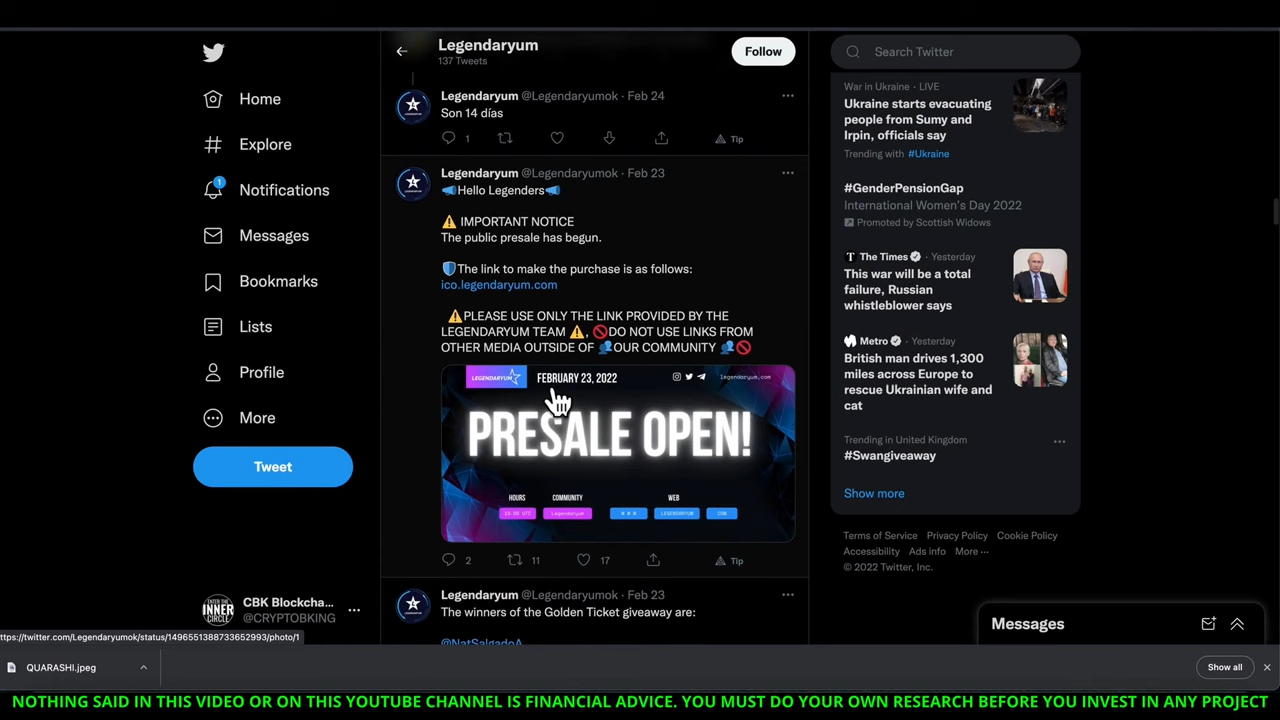 Home
Explore
1
Notifications
Messages
Bookmarks
Lists
Profile
More
Tweet
CBK Blockcha...
@CRYPTOBKING
Legendaryum
137 Tweets
Follow
Legendaryum @Legendaryumok · Feb 24
Son 14 días
1
Tip
Legendaryum @Legendaryumok · Feb 23
📣Hello Legenders📣
⚠️ IMPORTANT NOTICE
The public presale has begun.
🛡️The link to make the purchase is as follows:
ico.legendaryum.com
⚠️PLEASE USE ONLY THE LINK PROVIDED BY THE
LEGENDARYUM TEAM ⚠️, 🚫DO NOT USE LINKS FROM
OTHER MEDIA OUTSIDE OF 👥OUR COMMUNITY 👥🚫
LEGENDARYUM
FEBRUARY 23, 2022
legendaryum.com
PRESALE OPEN!
HOURS COMMUNITY WEB
Legendaryum W W W LEGENDARYUM COM
2 11 17 Tip
Legendaryum @Legendaryumok · Feb 23
The winners of the Golden Ticket giveaway are:
@NatSalgadoA
Search Twitter
War in Ukraine · LIVE
Ukraine starts evacuating
people from Sumy and
Irpin, officials say
Trending with #Ukraine
#GenderPensionGap
International Women's Day 2022
Promoted by Scottish Widows
The Times · Yesterday
This war will be a total
failure, Russian
whistleblower says
Metro · Yesterday
British man drives 1,300
miles across Europe to
rescue Ukrainian wife and
cat
Trending in United Kingdom
#Swangiveaway
Show more
Terms of Service Privacy Policy Cookie Policy
Accessibility Ads info More ···
© 2022 Twitter, Inc.
Messages
ttps://twitter.com/Legendaryumok/status/1496551388733652993/photo/1
QUARASHI.jpeg
Show all
NOTHING SAID IN THIS VIDEO OR ON THIS YOUTUBE CHANNEL IS FINANCIAL ADVICE. YOU MUST DO YOUR OWN RESEARCH BEFORE YOU INVEST IN ANY PROJECT